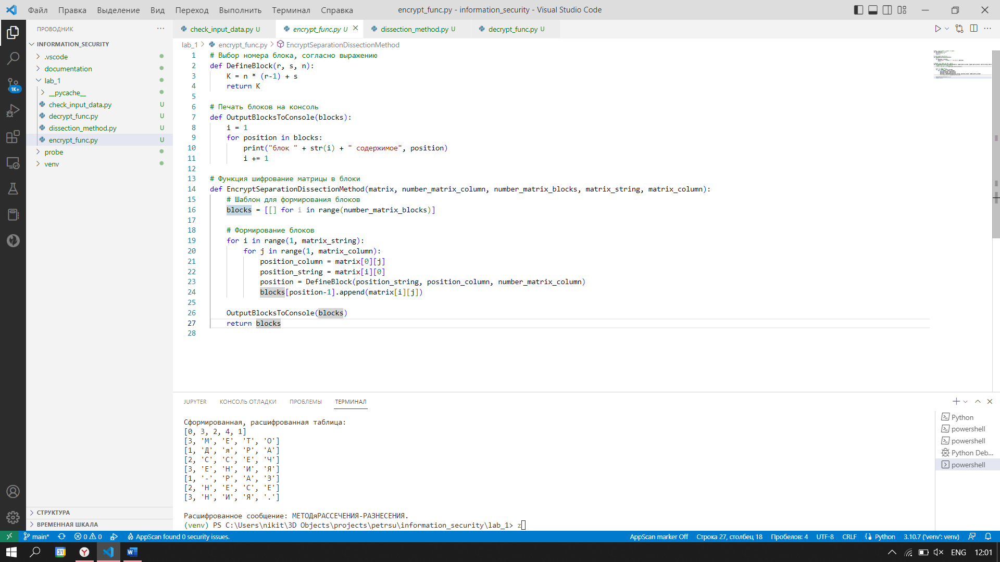 Файл Правка Выделение Вид Переход Выполнить Терминал Справка
encrypt_func.py - information_security - Visual Studio Code
ПРОВОДНИК
INFORMATION_SECURITY
.vscode
documentation
lab_1
__pycache__
check_input_data.py U
decrypt_func.py U
dissection_method.py U
encrypt_func.py U
probe
venv
СТРУКТУРА
ВРЕМЕННАЯ ШКАЛА
1K+
check_input_data.py U
encrypt_func.py U
dissection_method.py U
decrypt_func.py U
lab_1 > encrypt_func.py > EncryptSeparationDissectionMethod
1 # Выбор номера блока, согласно выражению
2 def DefineBlock(r, s, n):
3 K = n * (r-1) + s
4 return K
5
6 # Печать блоков на консоль
7 def OutputBlocksToConsole(blocks):
8 i = 1
9 for position in blocks:
10 print("блок " + str(i) + " содержимое", position)
11 i += 1
12
13 # Функция шифрование матрицы в блоки
14 def EncryptSeparationDissectionMethod(matrix, number_matrix_column, number_matrix_blocks, matrix_string, matrix_column):
15 # Шаблон для формирования блоков
16 blocks = [[] for i in range(number_matrix_blocks)]
17
18 # Формирование блоков
19 for i in range(1, matrix_string):
20 for j in range(1, matrix_column):
21 position_column = matrix[0][j]
22 position_string = matrix[i][0]
23 position = DefineBlock(position_string, position_column, number_matrix_column)
24 blocks[position-1].append(matrix[i][j])
25
26 OutputBlocksToConsole(blocks)
27 return blocks
28
JUPYTER КОНСОЛЬ ОТЛАДКИ ПРОБЛЕМЫ ТЕРМИНАЛ
Сформированная, расшифрованная таблица:
[0, 3, 2, 4, 1]
[3, 'М', 'Е', 'Т', 'О']
[1, 'Д', 'я', 'Р', 'А']
[2, 'С', 'С', 'Е', 'Ч']
[3, 'Е', 'Н', 'И', 'Я']
[1, '-', 'Р', 'А', 'З']
[2, 'Н', 'Е', 'С', 'Е']
[3, 'Н', 'И', 'Я', '.']
Расшифрованное сообщение: МЕТОДяРАССЕЧЕНИЯ-РАЗНЕСЕНИЯ.
(venv) PS C:\Users\nikit\3D Objects\projects\petrsu\information_security\lab_1> z
Python
powershell
powershell
Python Deb...
powershell
main* 0 0 AppScan found 0 security issues.
AppScan marker Off Строка 27, столбец 18 Пробелов: 4 UTF-8 CRLF Python 3.10.7 ('venv': venv)
31 W ENG 12:01